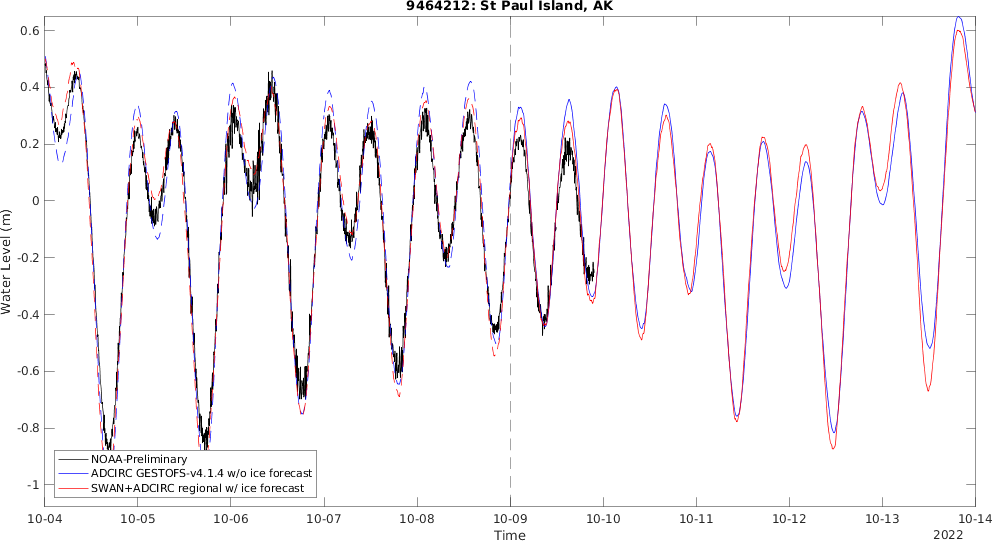 9464212: St Paul Island, AK
0.6
0.4
0.2
0
-0.2
-0.4
-0.6
-0.8
-1
Water Level (m)
NOAA-Preliminary
ADCIRC GESTOFS-v4.1.4 w/o ice forecast
SWAN+ADCIRC regional w/ ice forecast
10-04 10-05 10-06 10-07 10-08 10-09 10-10 10-11 10-12 10-13 10-14
Time
2022